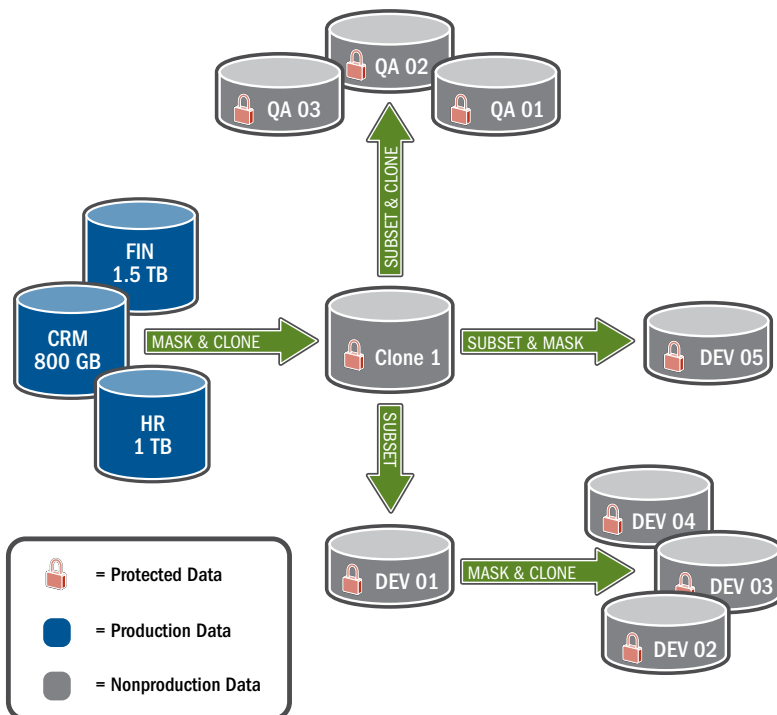 QA 02
QA 03
QA 01
SUBSET & CLONE
FIN
1.5 TB
CRM
800 GB
MASK & CLONE
Clone 1
SUBSET & MASK
DEV 05
HR
1 TB
SUBSET
DEV 04
DEV 01
MASK & CLONE
DEV 03
DEV 02
= Protected Data
= Production Data
= Nonproduction Data